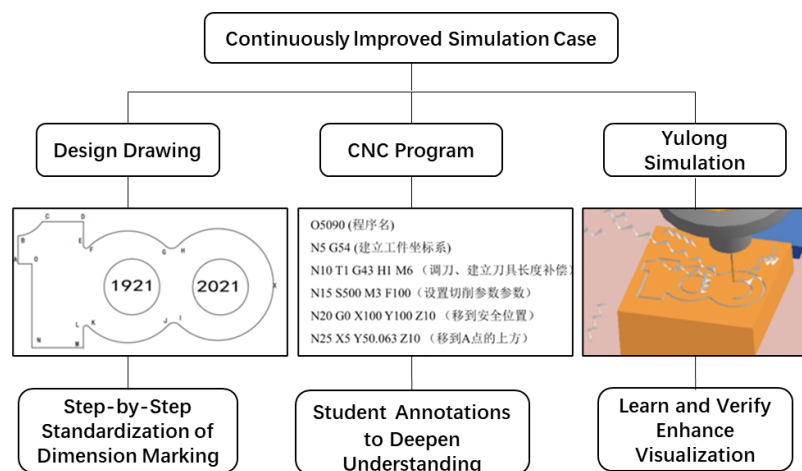 Continuously Improved Simulation Case
Design Drawing
CNC Program
Yulong
Simulation
C
D
B
E
F
G
H
A
O
1921
2021
X
L
K
J
I
N
M
O5090 (程序名)
N5 G54 (建立工件坐标系)
N10 T1 G43 H1 M6 (调刀、建立刀具长度补偿)
N15 S500 M3 F100 (设置切削参数参数)
N20 G0 X100 Y100 Z10 (移到安全位置)
N25 X5 Y50.063 Z10 (移到A点的上方)
Step-by-Step
Standardization of
Dimension Marking
Student Annotations
to Deepen
Understanding
Learn and Verify
Enhance
Visualization